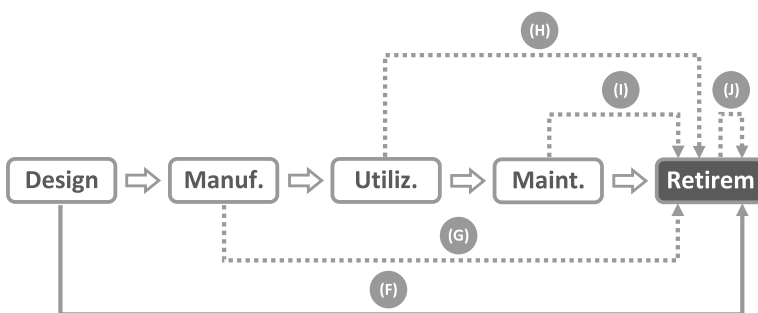 (H)
(I)
(J)
Design
Manuf.
Utiliz.
Maint.
Retirem
(G)
(F)